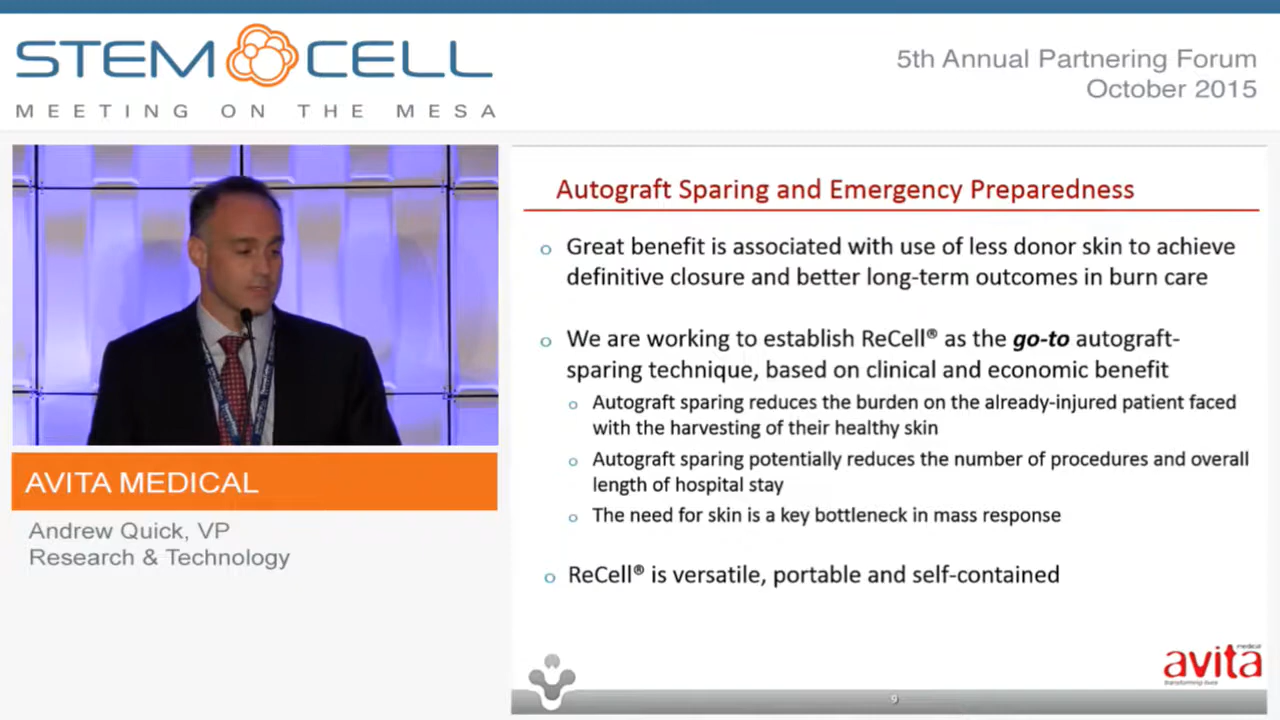 STEM CELL
MEETING ON THE MESA
5th Annual Partnering Forum
October 2015
AVITA MEDICAL
Andrew Quick, VP
Research & Technology
Autograft Sparing and Emergency Preparedness
o Great benefit is associated with use of less donor skin to achieve
definitive closure and better long-term outcomes in burn care
o We are working to establish ReCell® as the go-to autograft-
sparing technique, based on clinical and economic benefit
o Autograft sparing reduces the burden on the already-injured patient faced
with the harvesting of their healthy skin
o Autograft sparing potentially reduces the number of procedures and overall
length of hospital stay
o The need for skin is a key bottleneck in mass response
o ReCell® is versatile, portable and self-contained
medical
avita
transforming lives
9